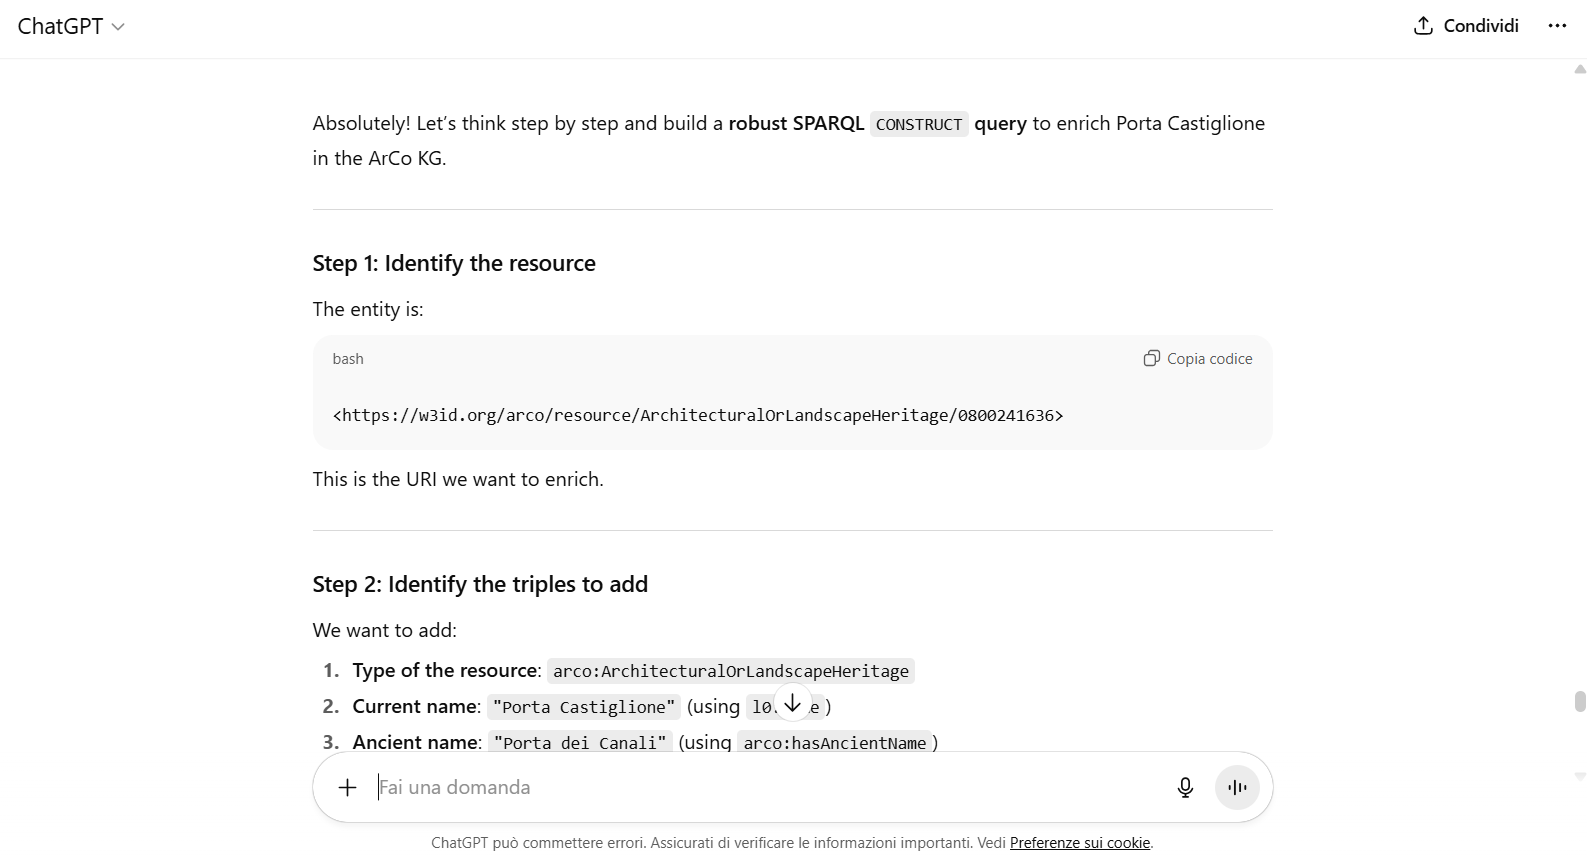 ChatGPT
Condividi
Absolutely! Let's think step by step and build a robust SPARQL CONSTRUCT query to enrich Porta Castiglione
in the ArCo KG.
Step 1: Identify the resource
The entity is:
bash
Copia codice
<https://w3id.org/arco/resource/ArchitecturalOrLandscapeHeritage/0800241636>
This is the URI we want to enrich.
Step 2: Identify the triples to add
We want to add:
1. Type of the resource: arco:ArchitecturalOrLandscapeHeritage
2. Current name: "Porta Castiglione" (using )
3. Ancient name: "Porta dei Canali" (using arco:hasAncientName)
Fai una domanda
ChatGPT può commettere errori. Assicurati di verificare le informazioni importanti. Vedi Preferenze sui cookie.